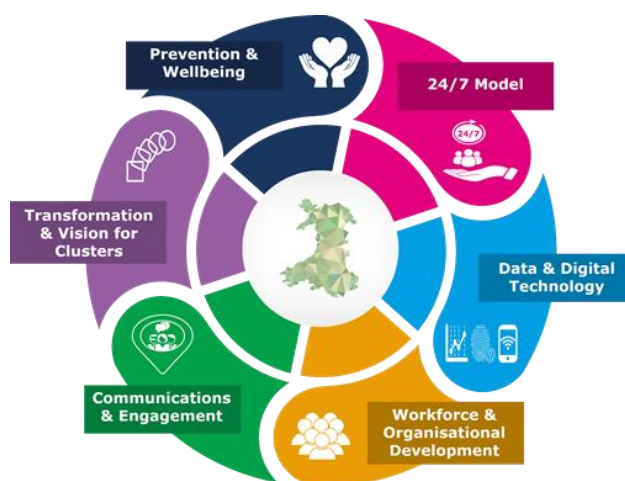 Prevention &
Wellbeing
24/7 Model
24/7
Data & Digital
Technology
Workforce &
Organisational
Development
Communications
& Engagement
Transformation
& Vision for
Clusters